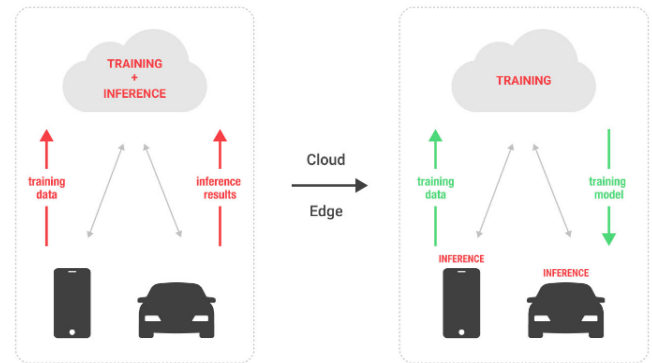 TRAINING
+
INFERENCE
training
data
inference
results
Cloud
Edge
TRAINING
training
data
training
model
INFERENCE
INFERENCE